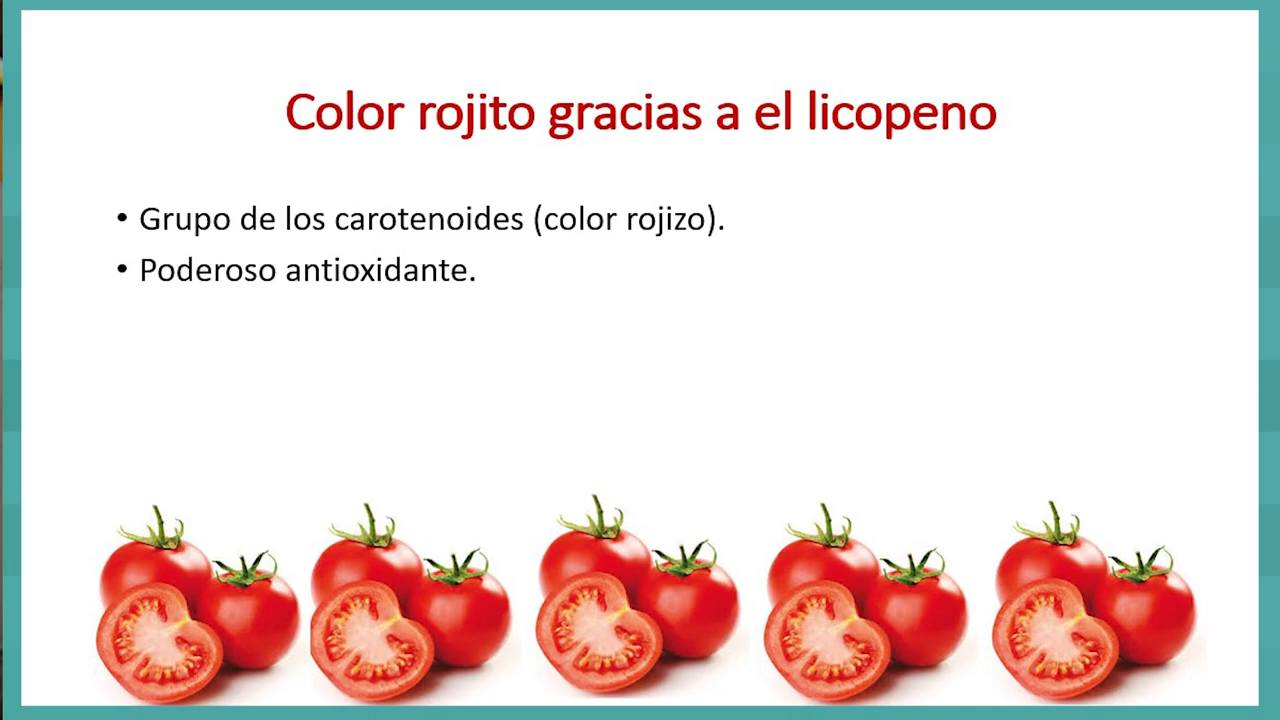 Color rojito gracias a el licopeno
• Grupo de los carotenoides (color rojizo).
• Poderoso antioxidante.